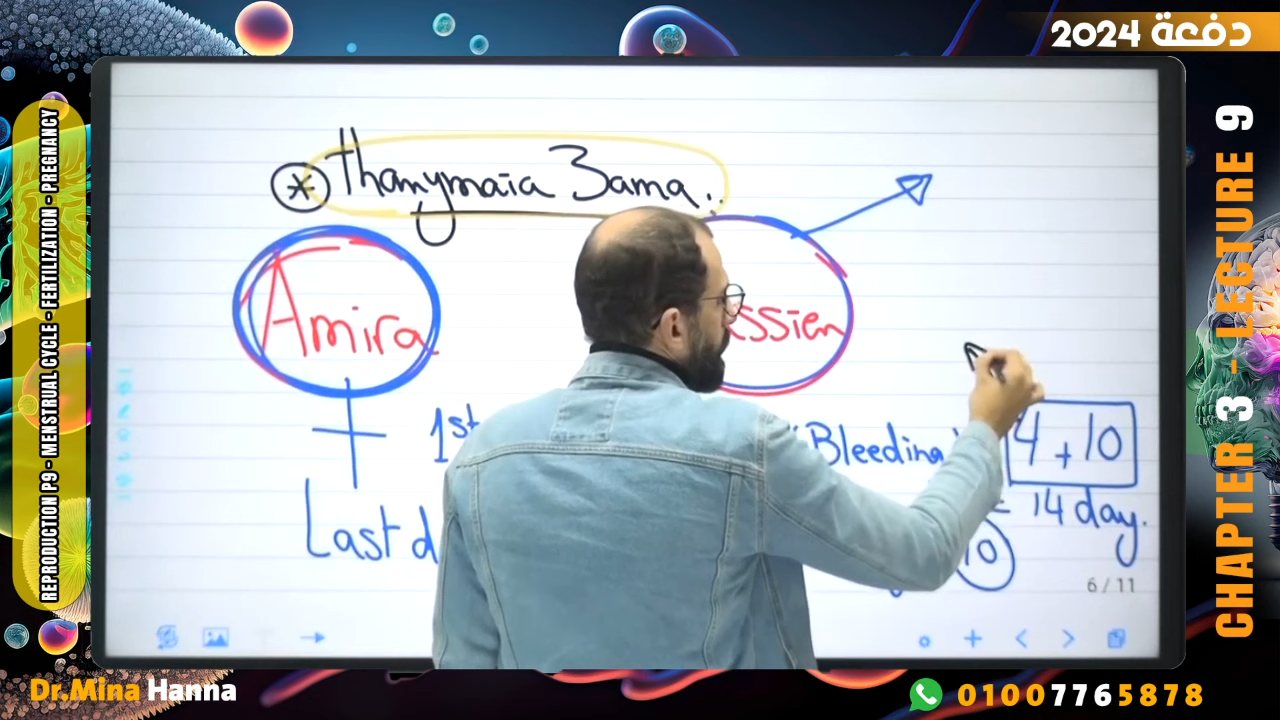 دفعة 2024
REPRODUCTION P9 - MENSTRUAL CYCLE - FERTILIZATION - PREGNANCY
Thanymaia 3ama.
Amira
ssien
1st
"Bleeding"
4 + 10
= 14 day.
Last d
10
6/11
CHAPTER 3 - LECTURE 9
Dr.Mina Hanna
01007765878